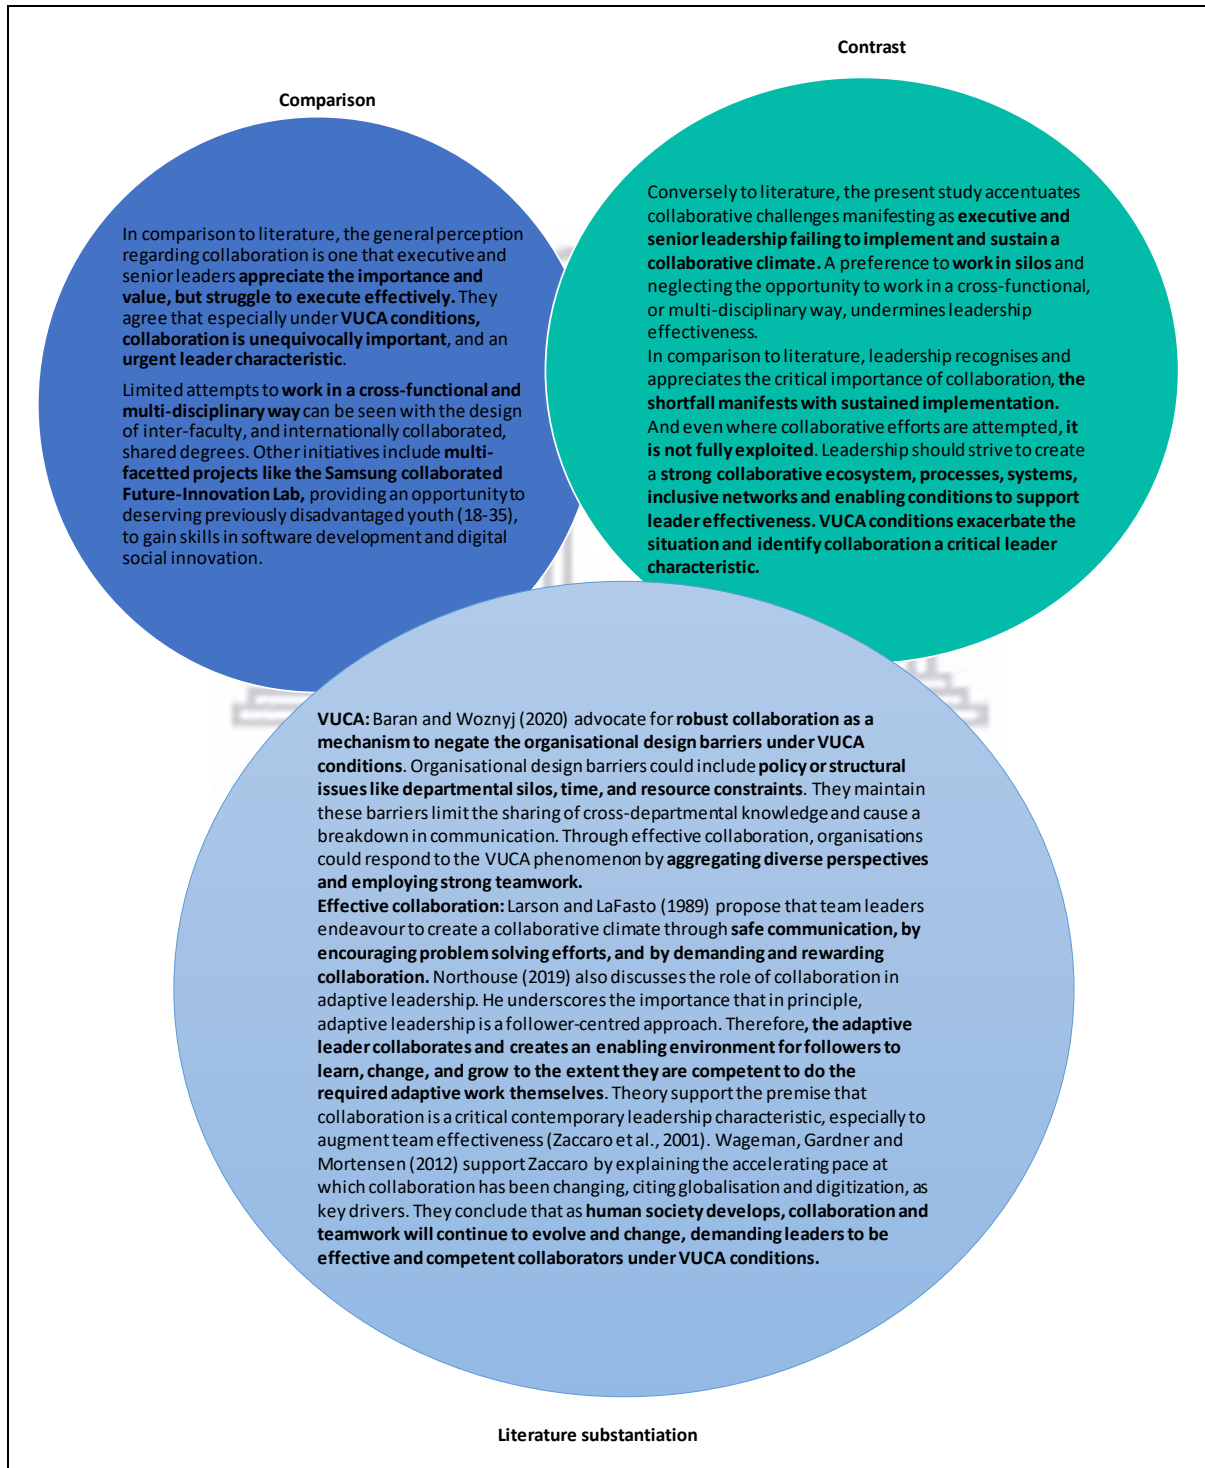 Contrast
Comparison
In comparison to literature, the general perception
regarding collaboration is one that executive and
senior leaders appreciate the importance and
value, but struggle to execute effectively. They
agree that especially under VUCA conditions,
collaboration is unequivocally important, and an
urgent leader characteristic.
Limited attempts to work in a cross-functional and
multi-disciplinary way can be seen with the design
of inter-faculty, and internationally collaborated,
shared degrees. Other initiatives include multi-
facetted projects like the Samsung collaborated
Future-Innovation Lab, providing an opportunity to
deserving previously disadvantaged youth (18-35),
to gain skills in software development and digital
social innovation.
Conversely to literature, the present study accentuates
collaborative challenges manifesting as executive and
senior leadership failing to implement and sustain a
collaborative climate. A preference to work in silos and
neglecting the opportunity to work in a cross-functional,
or multi-disciplinary way, undermines leadership
effectiveness.
In comparison to literature, leadership recognises and
appreciates the critical importance of collaboration, the
shortfall manifests with sustained implementation.
And even where collaborative efforts are attempted, it
is not fully exploited. Leadership should strive to create
a strong collaborative ecosystem, processes, systems,
inclusive networks and enabling conditions to support
leader effectiveness. VUCA conditions exacerbate the
situation and identify collaboration a critical leader
characteristic.
VUCA: Baran and Woznyj (2020) advocate for robust collaboration as a
mechanism to negate the organisational design barriers under VUCA
conditions. Organisational design barriers could include policy or structural
issues like departmental silos, time, and resource constraints. They maintain
these barriers limit the sharing of cross-departmental knowledge and cause a
breakdown in communication. Through effective collaboration, organisations
could respond to the VUCA phenomenon by aggregating diverse perspectives
and employing strong teamwork.
Effective collaboration: Larson and LaFasto (1989) propose that team leaders
endeavour to create a collaborative climate through safe communication, by
encouraging problem solving efforts, and by demanding and rewarding
collaboration. Northouse (2019) also discusses the role of collaboration in
adaptive leadership. He underscores the importance that in principle,
adaptive leadership is a follower-centred approach. Therefore, the adaptive
leader collaborates and creates an enabling environment for followers to
learn, change, and grow to the extent they are competent to do the
required adaptive work themselves. Theory support the premise that
collaboration is a critical contemporary leadership characteristic, especially to
augment team effectiveness (Zaccaro et al., 2001). Wageman, Gardner and
Mortensen (2012) support Zaccaro by explaining the accelerating pace at
which collaboration has been changing, citing globalisation and digitization, as
key drivers. They conclude that as human society develops, collaboration and
teamwork will continue to evolve and change, demanding leaders to be
effective and competent collaborators under VUCA conditions.
Literature substantiation